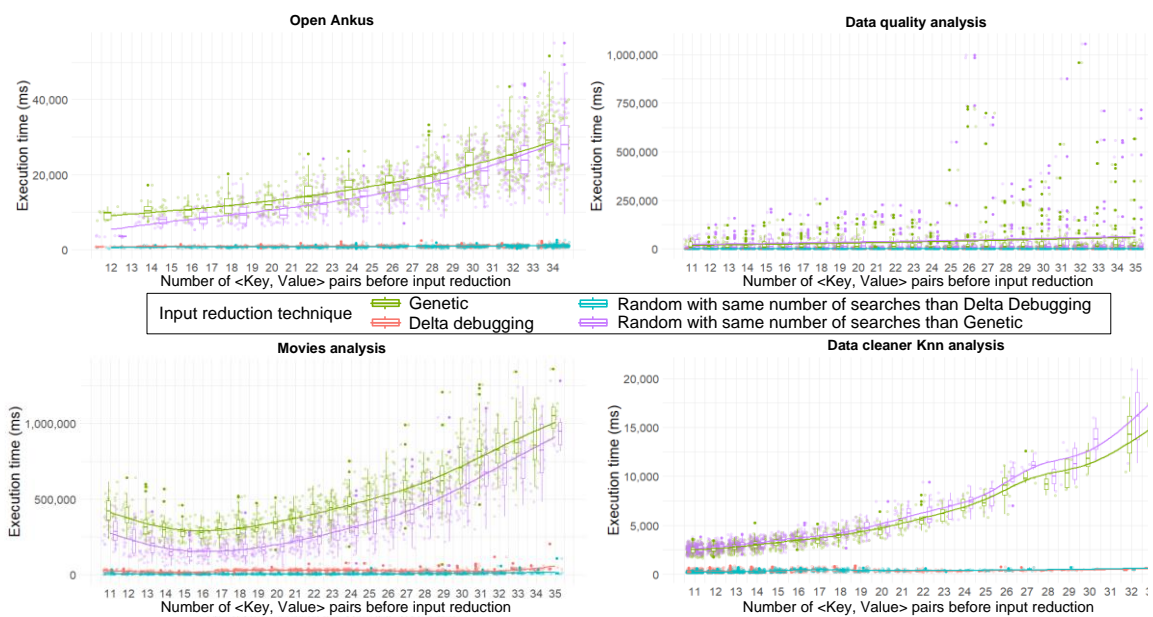 Open Ankus
Execution time (ms)
40,000
20,000
0
12 13 14 15 16 17 18 19 20 21 22 23 24 25 26 27 28 29 30 31 32 33 34
Number of <Key, Value> pairs before input reduction
Data quality analysis
Execution time (ms)
1,000,000
750,000
500,000
250,000
0
11 12 13 14 15 16 17 18 19 20 21 22 23 24 25 26 27 28 29 30 31 32 33 34 35
Number of <Key, Value> pairs before input reduction
Input reduction technique
Genetic
Delta debugging
Random with same number of searches than Delta Debugging
Random with same number of searches than Genetic
Movies analysis
Execution time (ms)
1,000,000
500,000
0
11 12 13 14 15 16 17 18 19 20 21 22 23 24 25 26 27 28 29 30 31 32 33 34 35
Number of <Key, Value> pairs before input reduction
Data cleaner Knn analysis
Execution time (ms)
20,000
15,000
10,000
5,000
0
11 12 13 14 15 16 17 18 19 20 21 22 23 24 25 26 27 28 29 30 31 32
Number of <Key, Value> pairs before input reduction